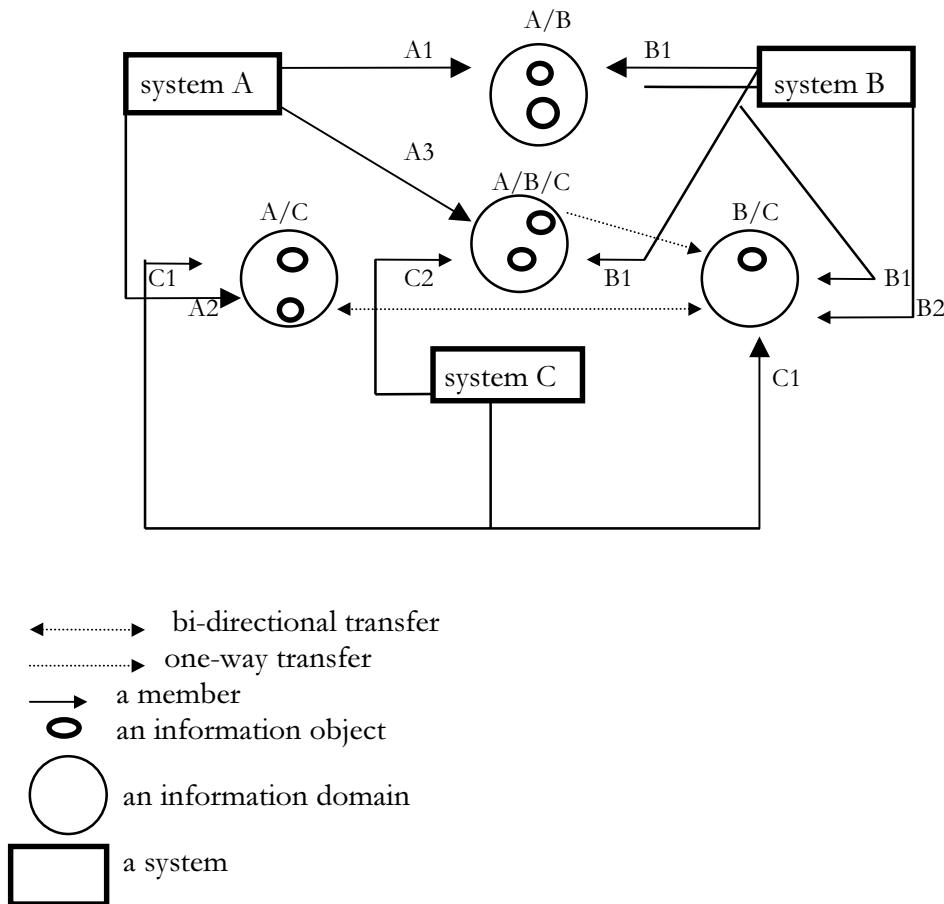 A/B
A1
B1
system A
system B
A3
A/B/C
A/C
B/C
C1
C2
B1
B1
A2
B2
system C
C1
bi-directional transfer
one-way transfer
a member
an information object
an information domain
a system